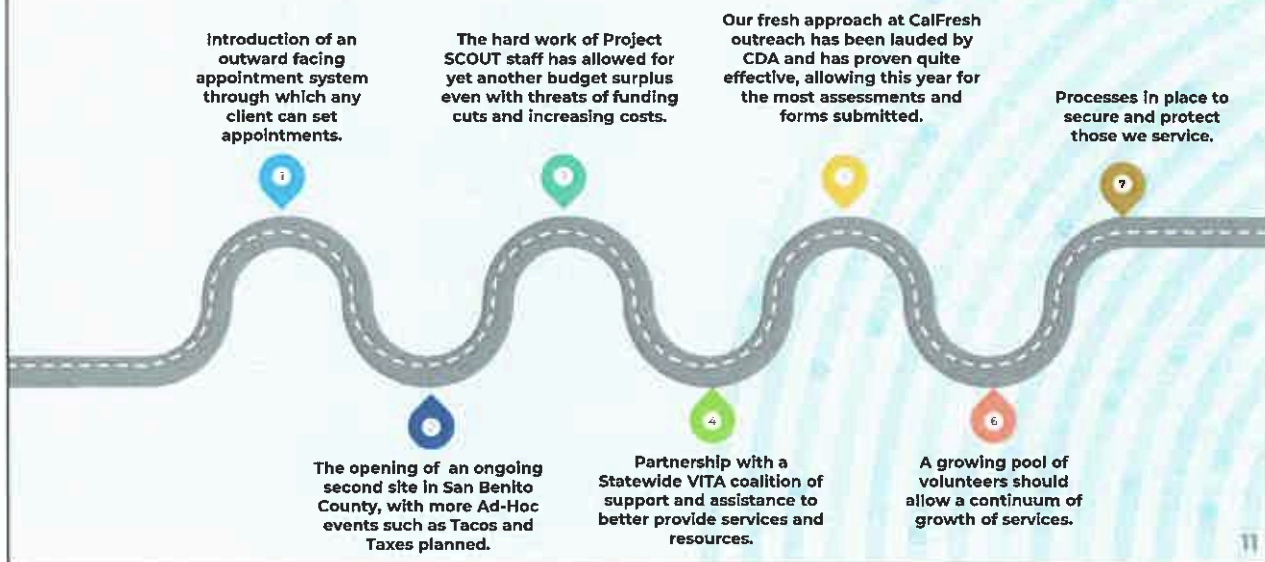 Introduction of an
outward facing
appointment system
through which any
client can set
appointments.
1
The opening of an ongoing
second site in San Benito
County, with more Ad-Hoc
events such as Tacos and
Taxes planned.
The hard work of Project
SCOUT staff has allowed for
yet another budget surplus
even with threats of funding
cuts and increasing costs.
4
Partnership with a
Statewide VITA coalition of
support and assistance to
better provide services and
resources.
Our fresh approach at CalFresh
outreach has been lauded by
CDA and has proven quite
effective, allowing this year for
the most assessments and
forms submitted.
6
A growing pool of
volunteers should
allow a continuum of
growth of services.
Processes in place to
secure and protect
those we service.
7
11